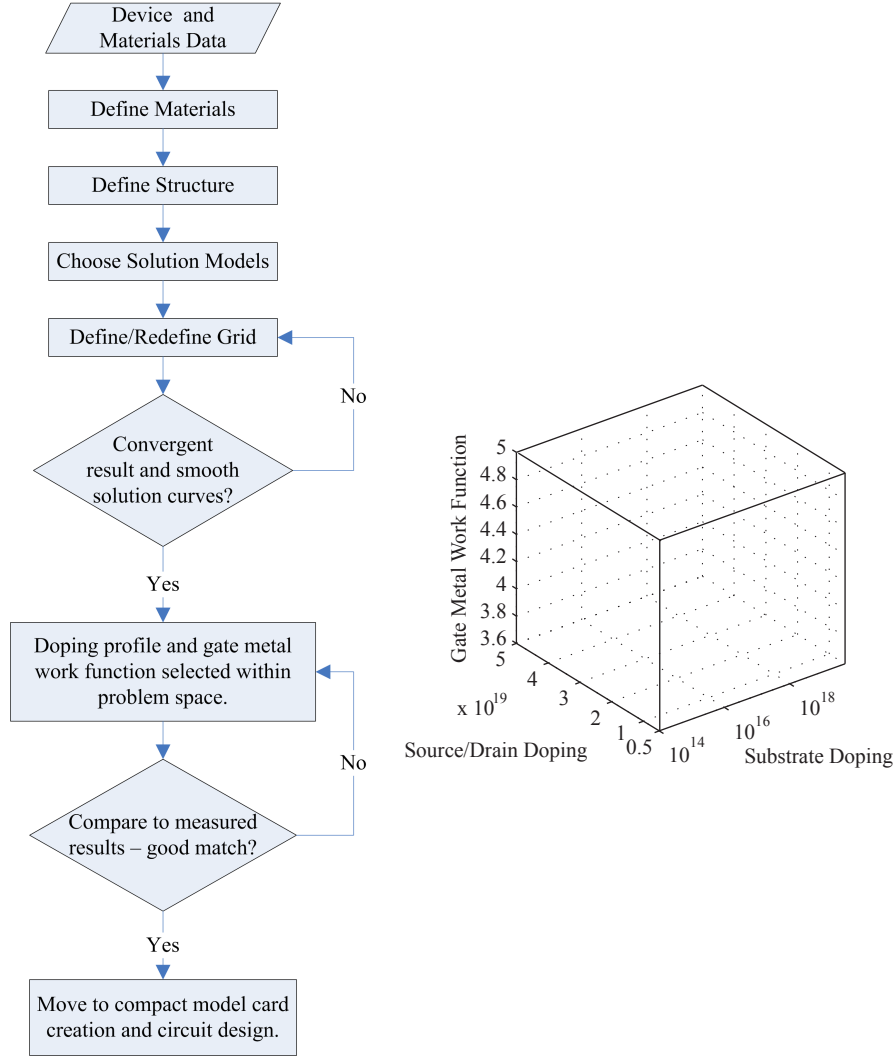 Device and
Materials Data
Define Materials
Define Structure
Choose Solution Models
Define/Redefine Grid
No
Convergent
result and smooth
solution curves?
Yes
Doping profile and gate metal
work function selected within
problem space.
No
Compare to measured
results – good match?
Yes
Move to compact model card
creation and circuit design.
Gate Metal Work Function
5
4.8
4.6
4.4
4.2
4
3.8
3.6
5
4
3
2
1
0.5
x 10^19
Source/Drain Doping
10^14
10^16
10^18
Substrate Doping